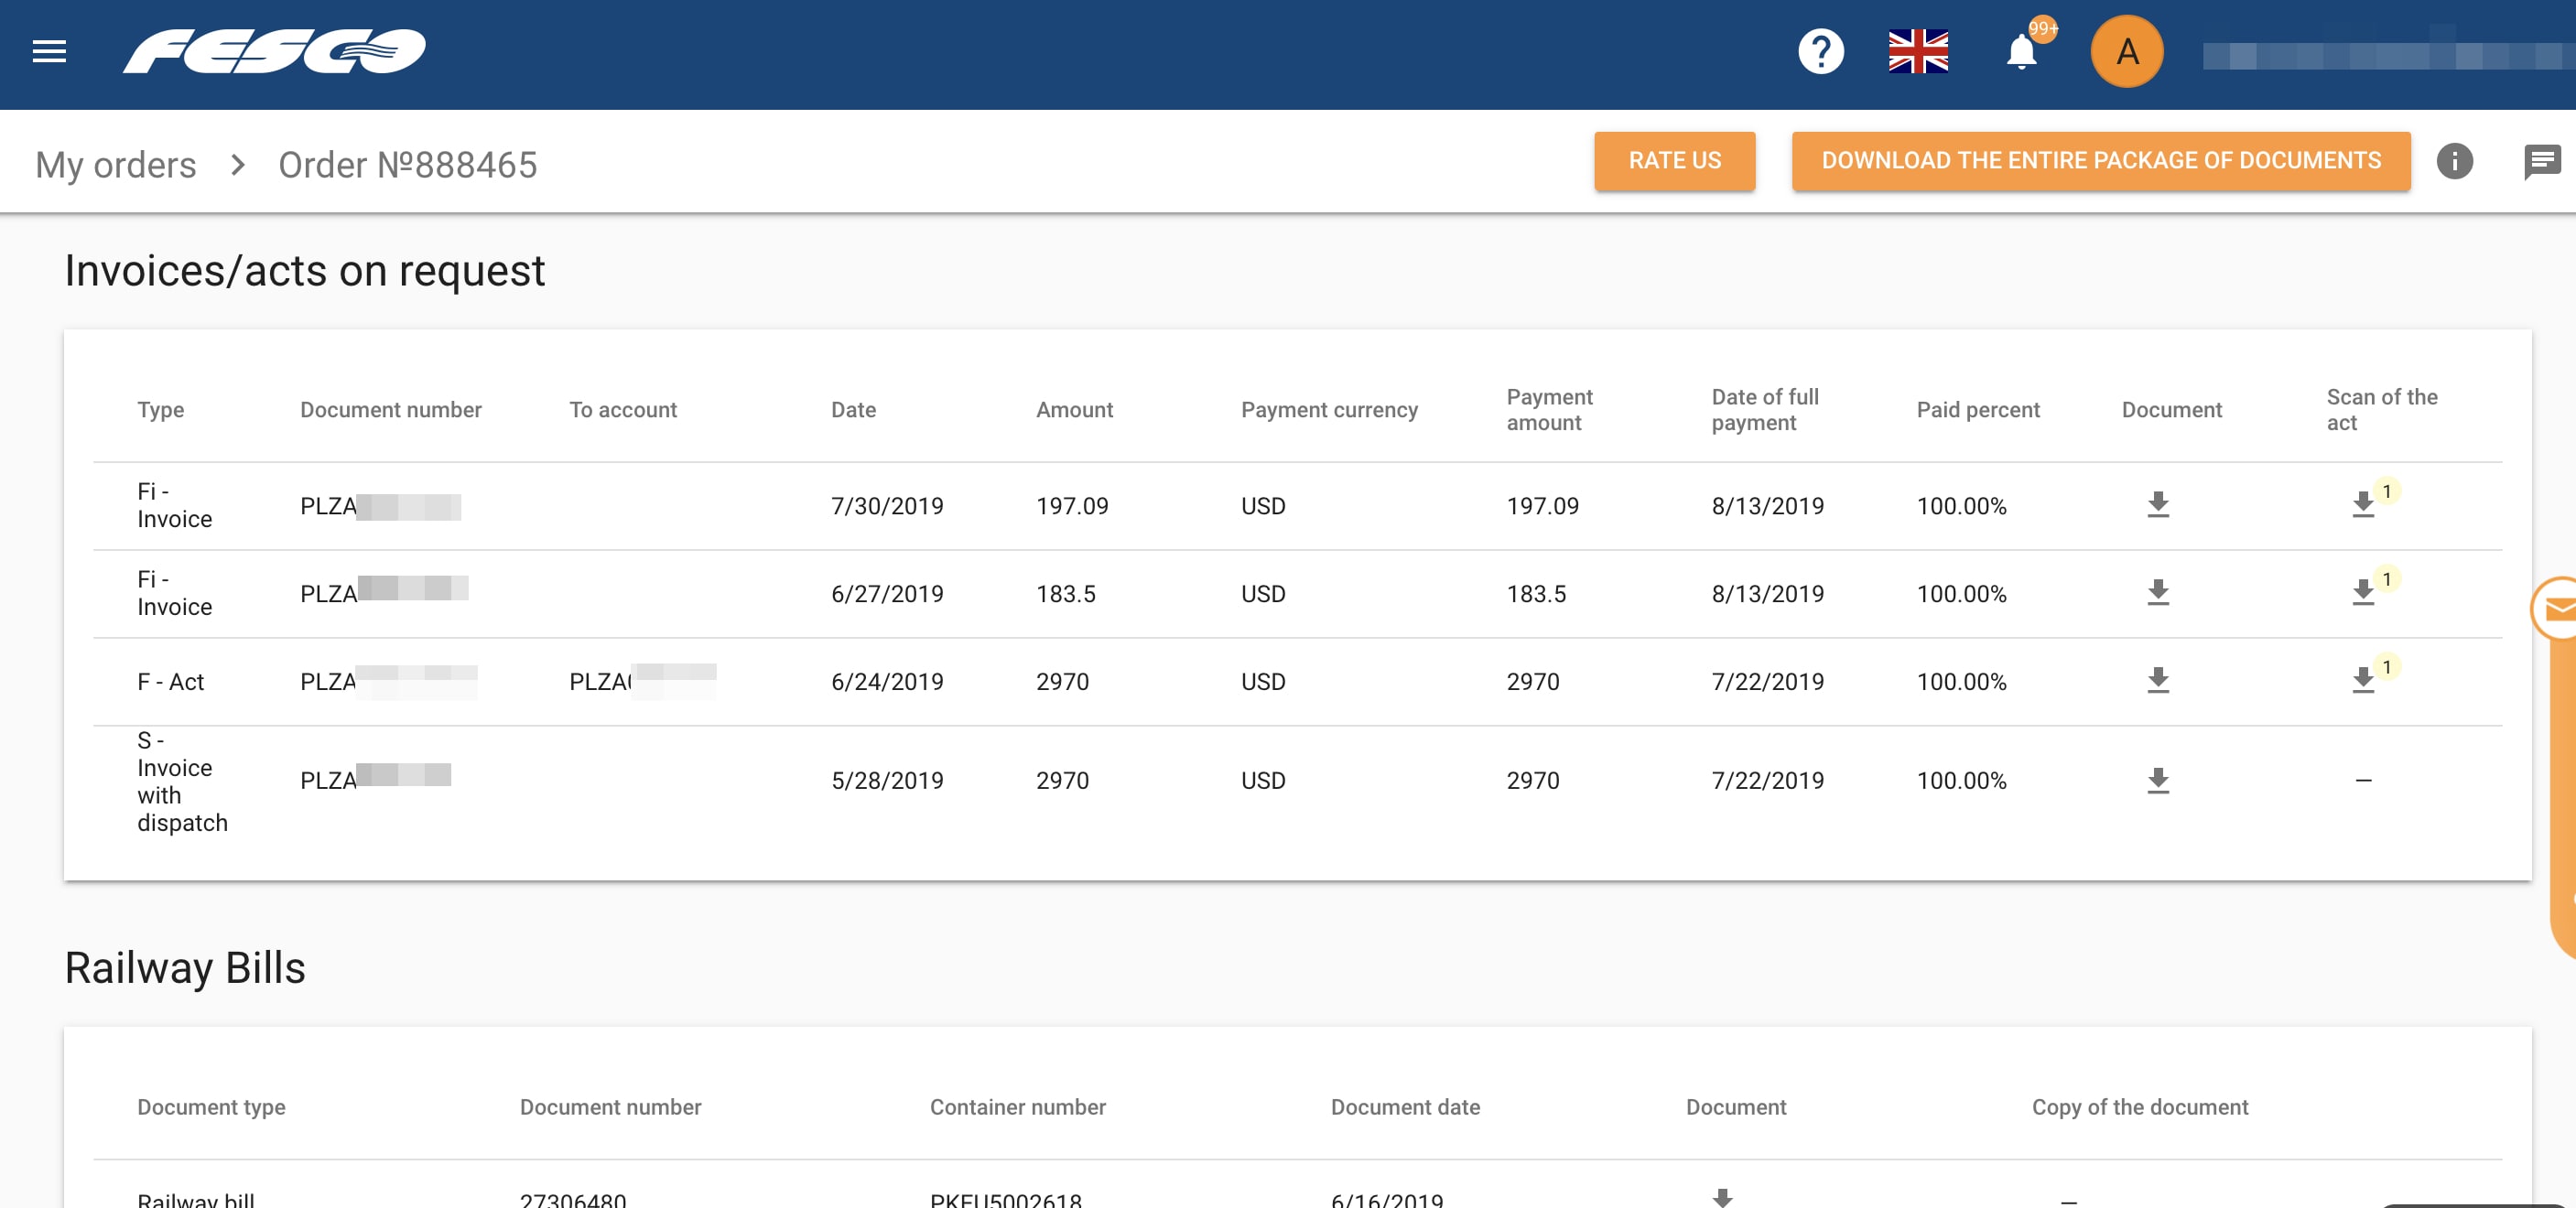 FESCO
99+
A
My orders > Order №888465
RATE US
DOWNLOAD THE ENTIRE PACKAGE OF DOCUMENTS
Invoices/acts on request
Type Document number To account Date Amount Payment currency Payment amount Date of full payment Paid percent Document Scan of the act
Fi - Invoice PLZA 7/30/2019 197.09 USD 197.09 8/13/2019 100.00% 1
Fi - Invoice PLZA 6/27/2019 183.5 USD 183.5 8/13/2019 100.00% 1
F - Act PLZA PLZA 6/24/2019 2970 USD 2970 7/22/2019 100.00% 1
S - Invoice with dispatch PLZA 5/28/2019 2970 USD 2970 7/22/2019 100.00% –
Railway Bills
Document type Document number Container number Document date Document Copy of the document
Railway bill 27306480 PKEU5002618 6/16/2019 –